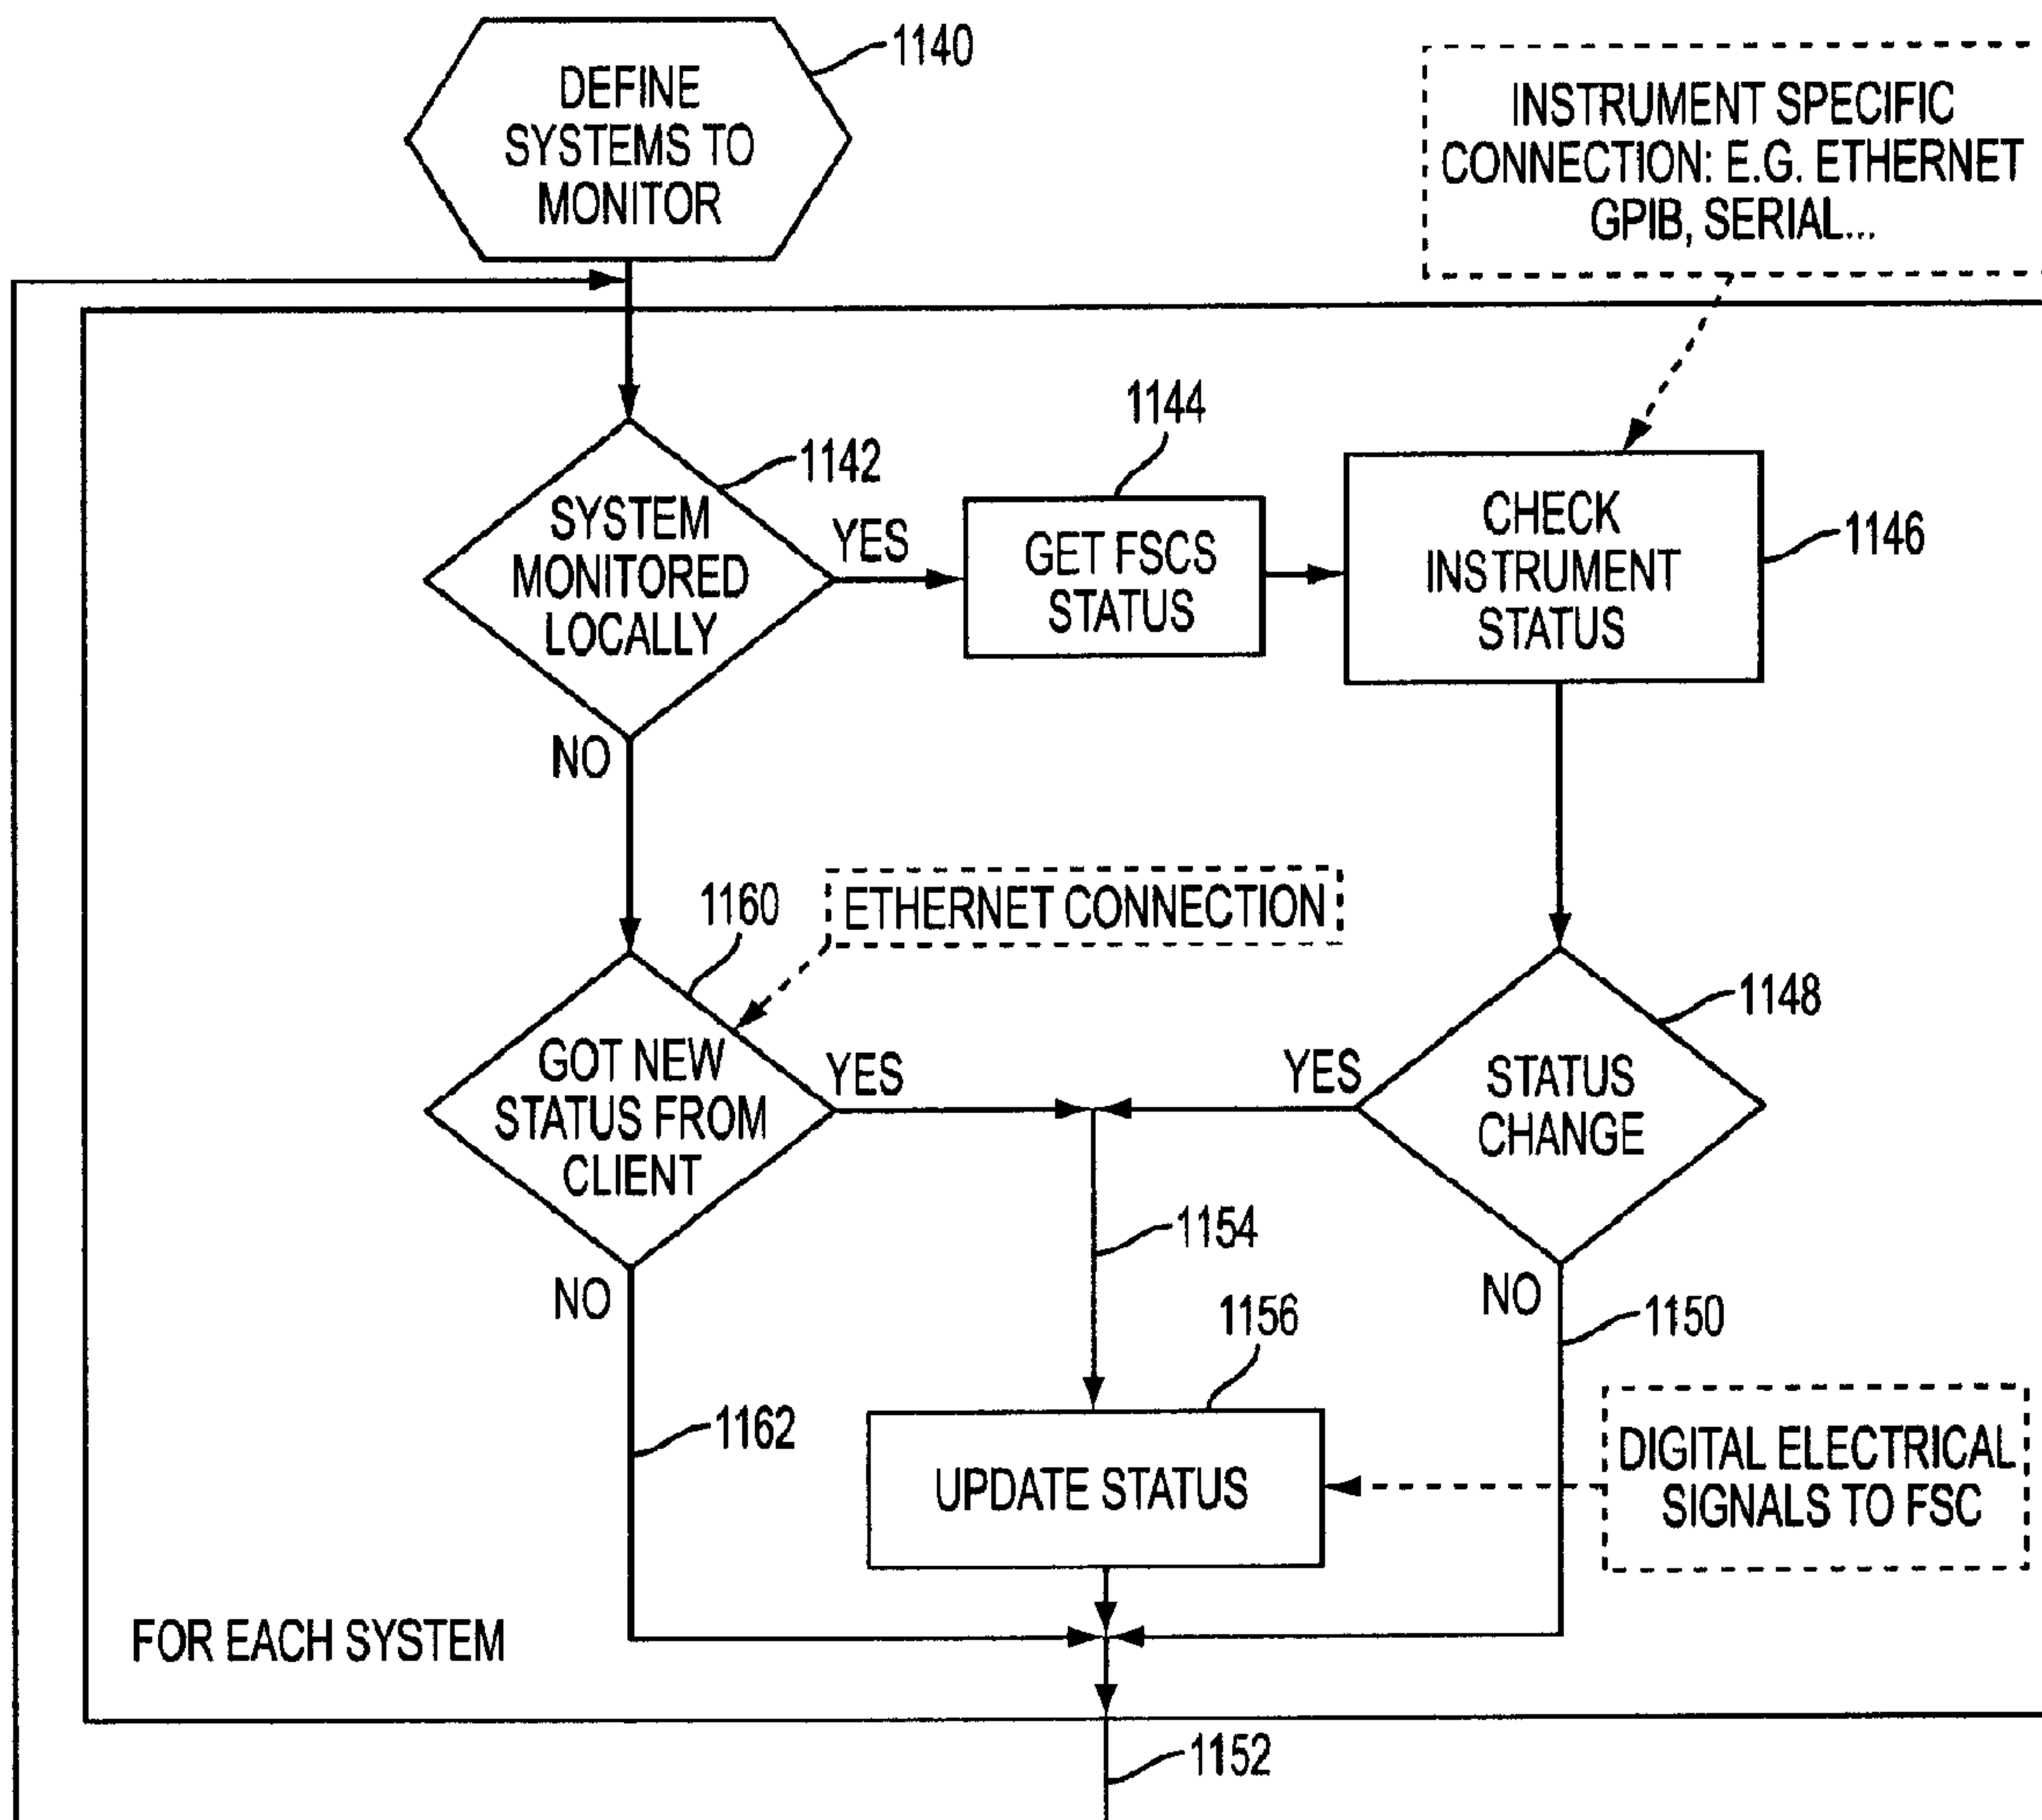 1140
DEFINE
SYSTEMS TO
MONITOR
INSTRUMENT SPECIFIC
CONNECTION: E.G. ETHERNET
GPIB, SERIAL...
1142
SYSTEM
MONITORED
LOCALLY
YES
NO
1144
GET FSCS
STATUS
CHECK
INSTRUMENT
STATUS
1146
1160
ETHERNET CONNECTION
GOT NEW
STATUS FROM
CLIENT
YES
NO
1148
YES
STATUS
CHANGE
NO
1154
1150
1156
UPDATE STATUS
1162
DIGITAL ELECTRICAL
SIGNALS TO FSC
FOR EACH SYSTEM
1152